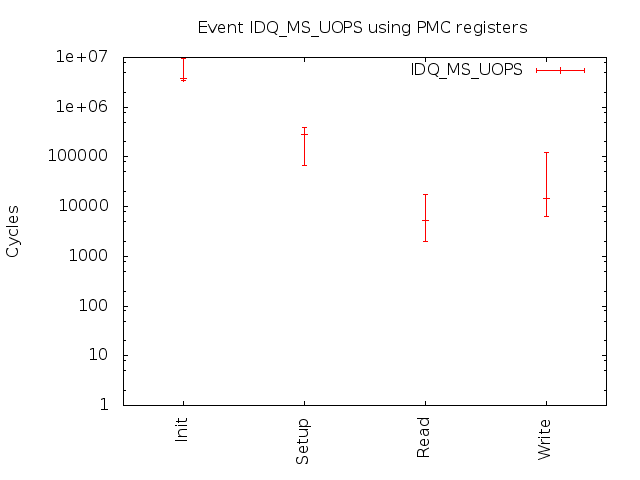 Event IDQ_MS_UOPS using PMC registers
IDQ_MS_UOPS
1e+07
1e+06
100000
10000
1000
100
10
1
Cycles
Init
Setup
Read
Write